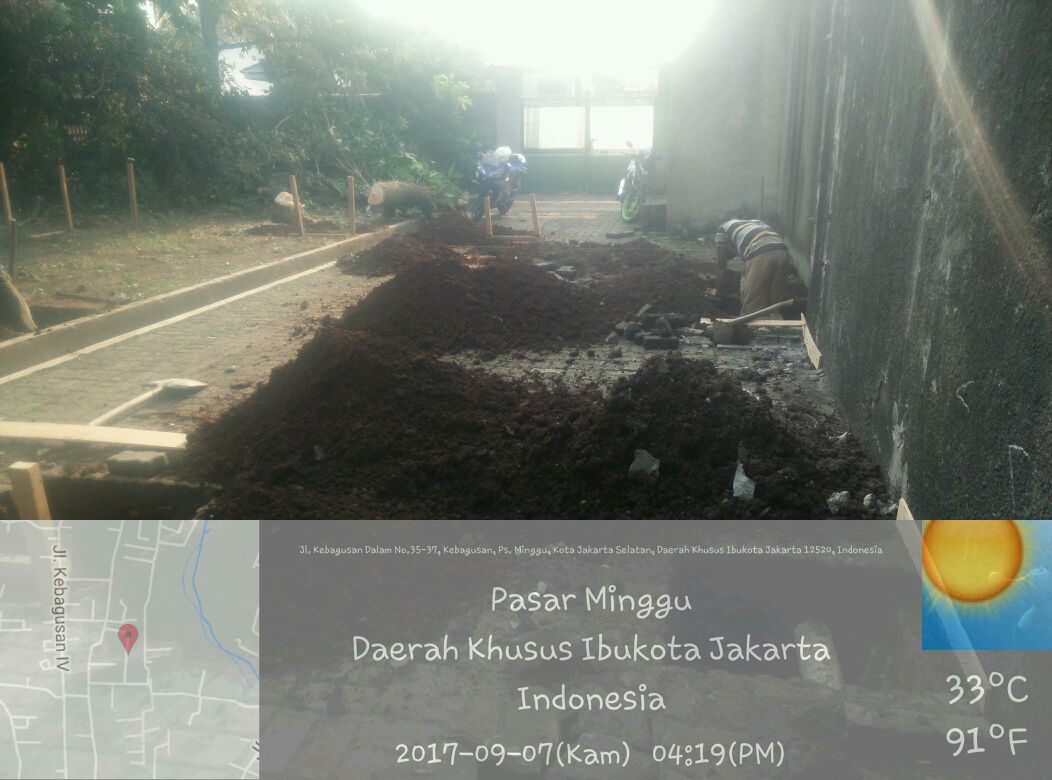 Jl. Kebagusan Dalam No.35-37, Kebagusan, Ps. Minggu, Kota Jakarta Selatan, Daerah Khusus Ibukota Jakarta 12520, Indonesia
Pasar Minggu
Daerah Khusus Ibukota Jakarta
Indonesia
2017-09-07(Kam) 04:19(PM)
33°C
91°F
Jl. Kebagusan IV